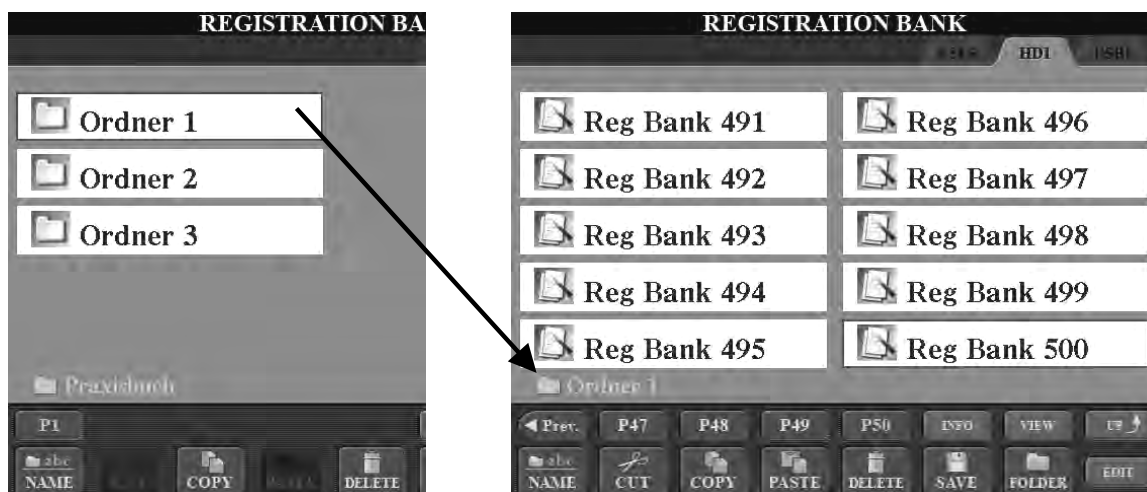 REGISTRATION BA
Ordner 1
Ordner 2
Ordner 3
Praxisbuch
P1
abc
NAME
COPY
DELETE
REGISTRATION BANK
HD1
Reg Bank 491
Reg Bank 496
Reg Bank 492
Reg Bank 497
Reg Bank 493
Reg Bank 498
Reg Bank 494
Reg Bank 499
Reg Bank 495
Reg Bank 500
Ordner 1
Prev. P47 P48 P49 P50 INFO VIEW UP
abc
NAME CUT COPY PASTE DELETE SAVE FOLDER EDIT